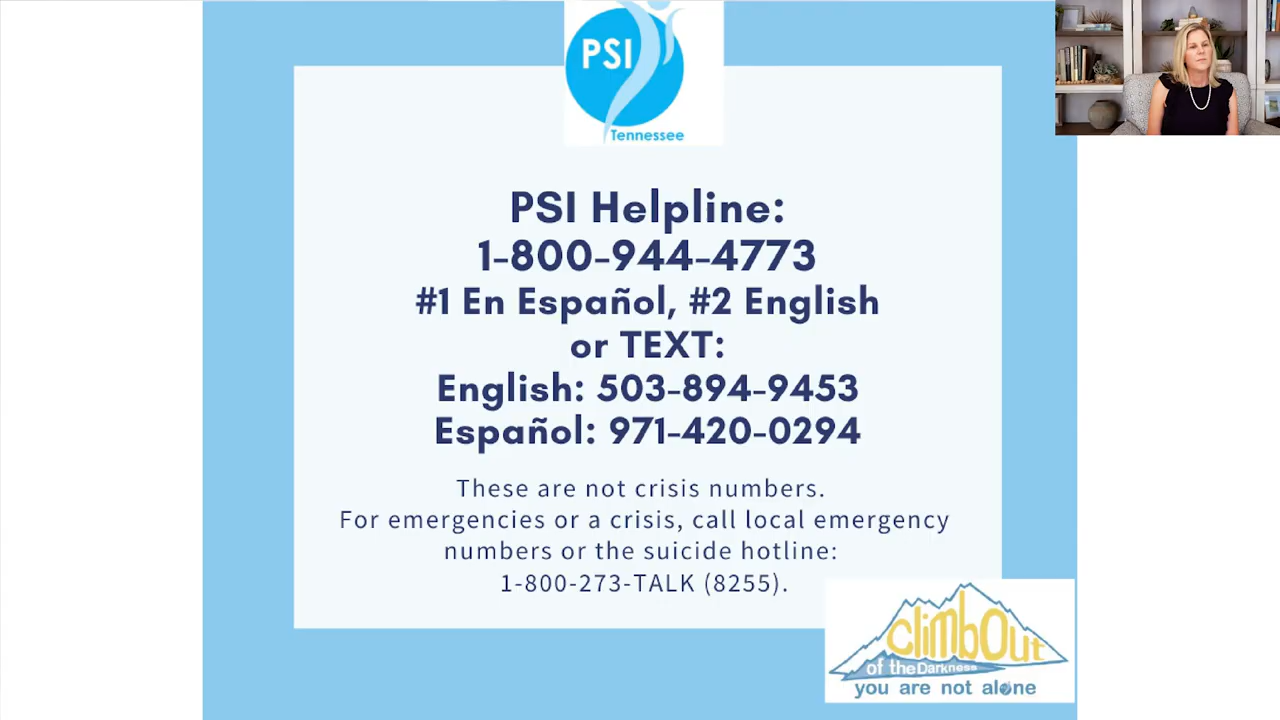 PSI
Tennessee
PSI Helpline:
1-800-944-4773
#1 En Español, #2 English
or TEXT:
English: 503-894-9453
Español: 971-420-0294
These are not crisis numbers.
For emergencies or a crisis, call local emergency
numbers or the suicide hotline:
1-800-273-TALK (8255).
climbOut
of the Darkness
you are not alone